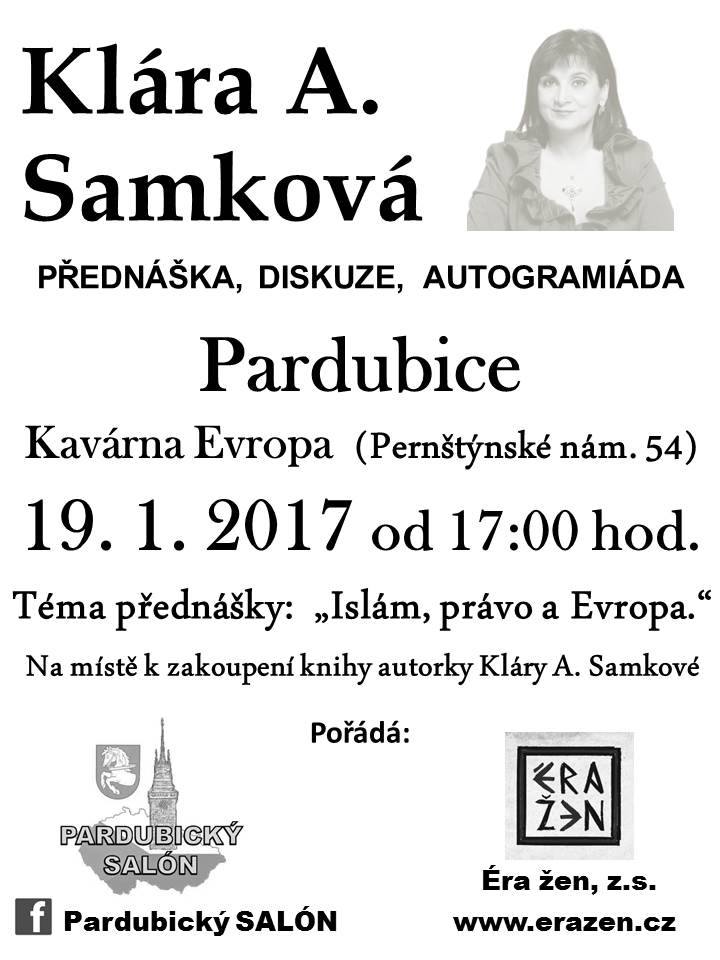 Klára A.
Samková
PŘEDNÁŠKA, DISKUZE, AUTOGRAMIÁDA
Pardubice
Kavárna Evropa (Pernštýnské nám. 54)
19. 1. 2017 od 17:00 hod.
Téma přednášky: „Islám, právo a Evropa.“
Na místě k zakoupení knihy autorky Kláry A. Samkové
Pořádá:
PARDUBICKÝ
SALÓN
ÉRA
ŽEN
Éra žen, z.s.
f Pardubický SALÓN
www.erazen.cz